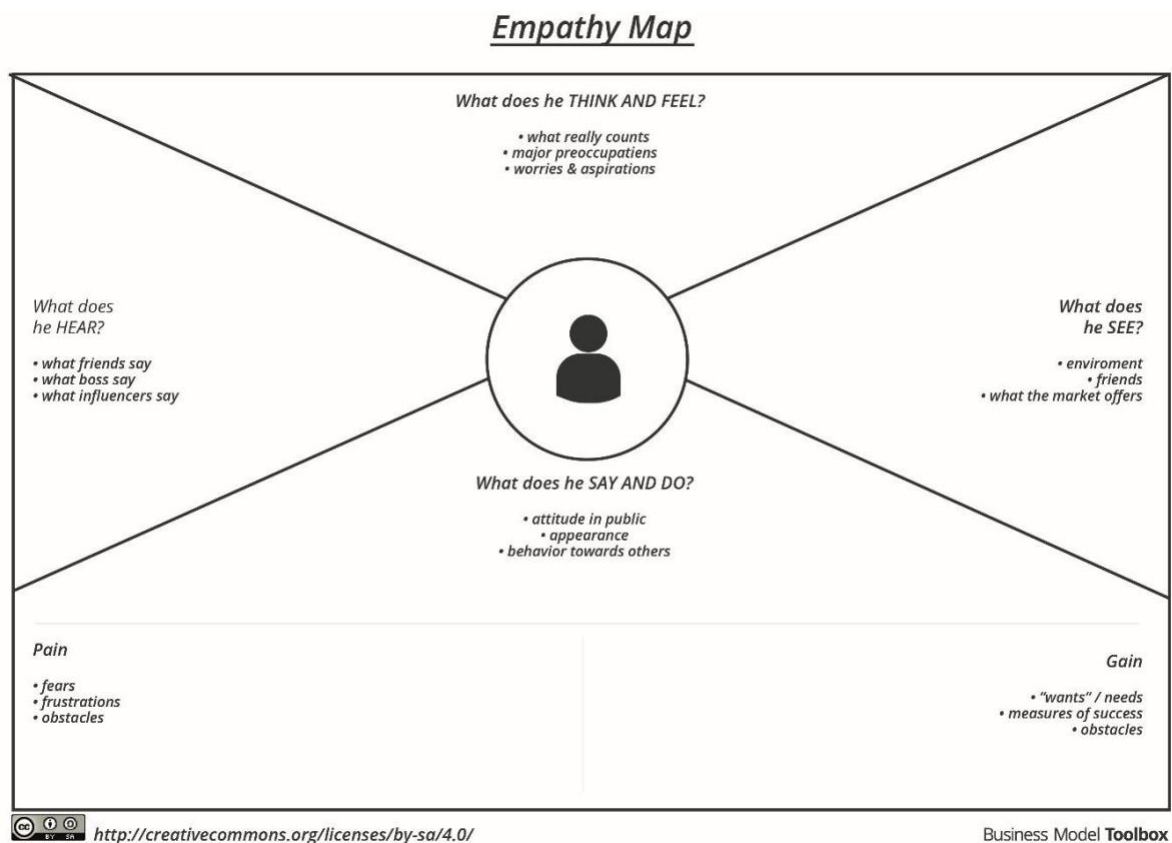 Empathy Map
What does he THINK AND FEEL?
• what really counts
• major preoccupatiens
• worries & aspirations
What does
he HEAR?
• what friends say
• what boss say
• what influencers say
What does
he SEE?
• enviroment
• friends
• what the market offers
What does he SAY AND DO?
• attitude in public
• appearance
• behavior towards others
Pain
• fears
• frustrations
• obstacles
Gain
• "wants" / needs
• measures of success
• obstacles
cc BY SA
http://creativecommons.org/licenses/by-sa/4.0/
Business Model Toolbox